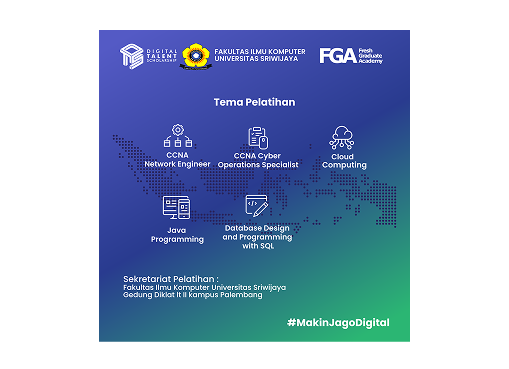 DIGITAL
TALENT
SCHOLARSHIP
FAKULTAS ILMU KOMPUTER
UNIVERSITAS SRIWIJAYA
FGA
Fresh
Graduate
Academy
Tema Pelatihan
CCNA
Network Engineer
CCNA Cyber
Operations Specialist
Cloud
Computing
Java
Programming
Database Design
and Programming
with SQL
Sekretariat Pelatihan :
Fakultas Ilmu Komputer Universitas Sriwijaya
Gedung Diklat lt II kampus Palembang
#MakinJagoDigital